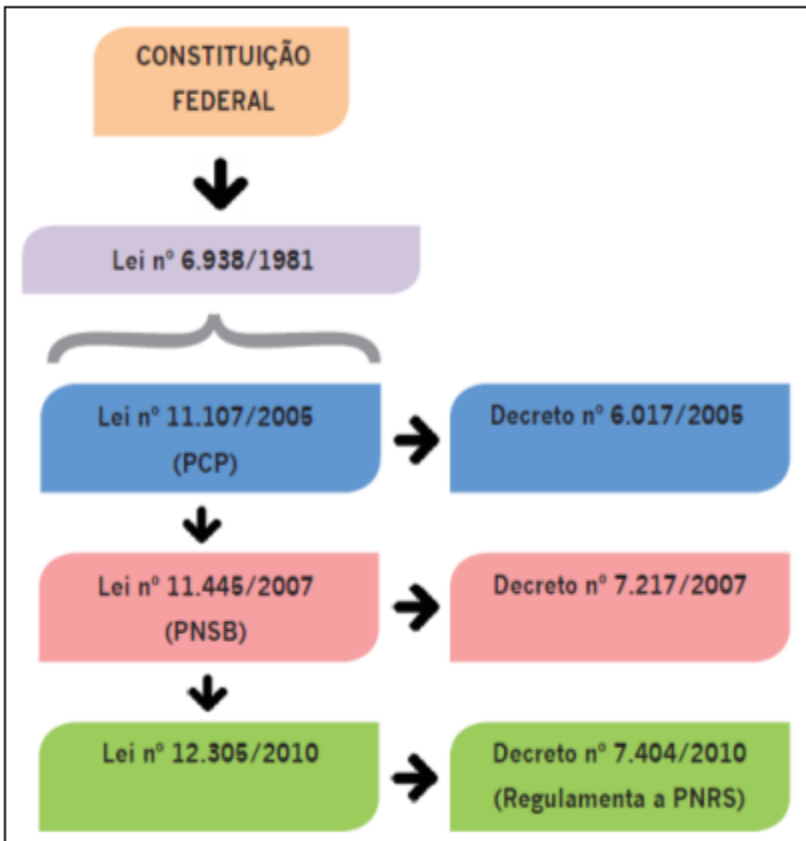 CONSTITUIÇÃO
FEDERAL
Lei nº 6.938/1981
Lei nº 11.107/2005
(PCP)
Decreto nº 6.017/2005
Lei nº 11.445/2007
(PNSB)
Decreto nº 7.217/2007
Lei nº 12.305/2010
Decreto nº 7.404/2010
(Regulamenta a PNRS)